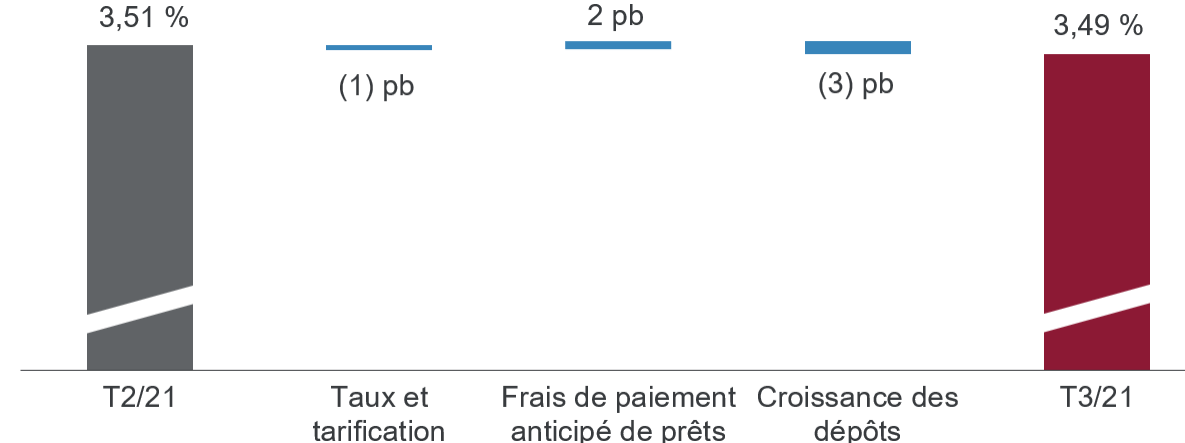 3,51 %
2 pb
3,49 %
(1) pb
(3) pb
T2/21
Taux et
tarification
Frais de paiement
anticipé de prêts
Croissance des
dépôts
T3/21